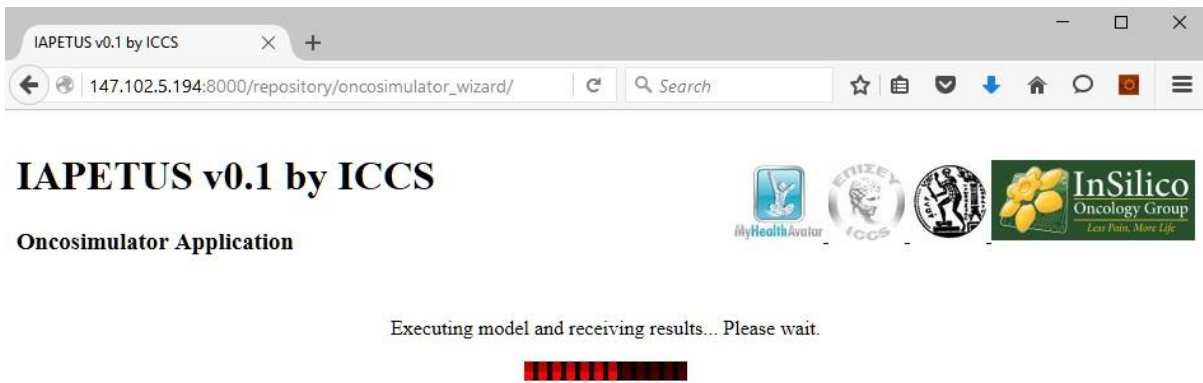 IAPETUS v0.1 by ICCS
147.102.5.194:8000/repository/oncosimulator_wizard/
Search
IAPETUS v0.1 by ICCS
Oncosimulator Application
MyHealthAvatar
ΕΠΙΣΕΥ
ICCS
InSilico
Oncology Group
Less Pain, More Life
Executing model and receiving results... Please wait.